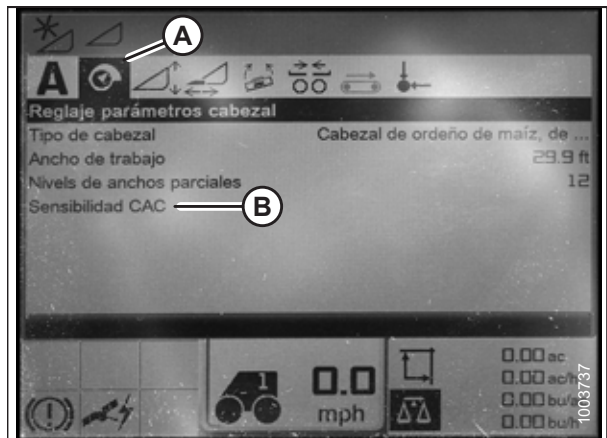 A
A
Reglaje parámetros cabezal
Tipo de cabezal Cabezal de ordeño de maíz, de ...
Ancho de trabajo 29.9 ft
Nivels de anchos parciales 12
Sensibilidad CAC
B
1
0.0
mph
0.00 ac
0.00 ac/h
0.00 bu/a
0.00 bu/h
1003737